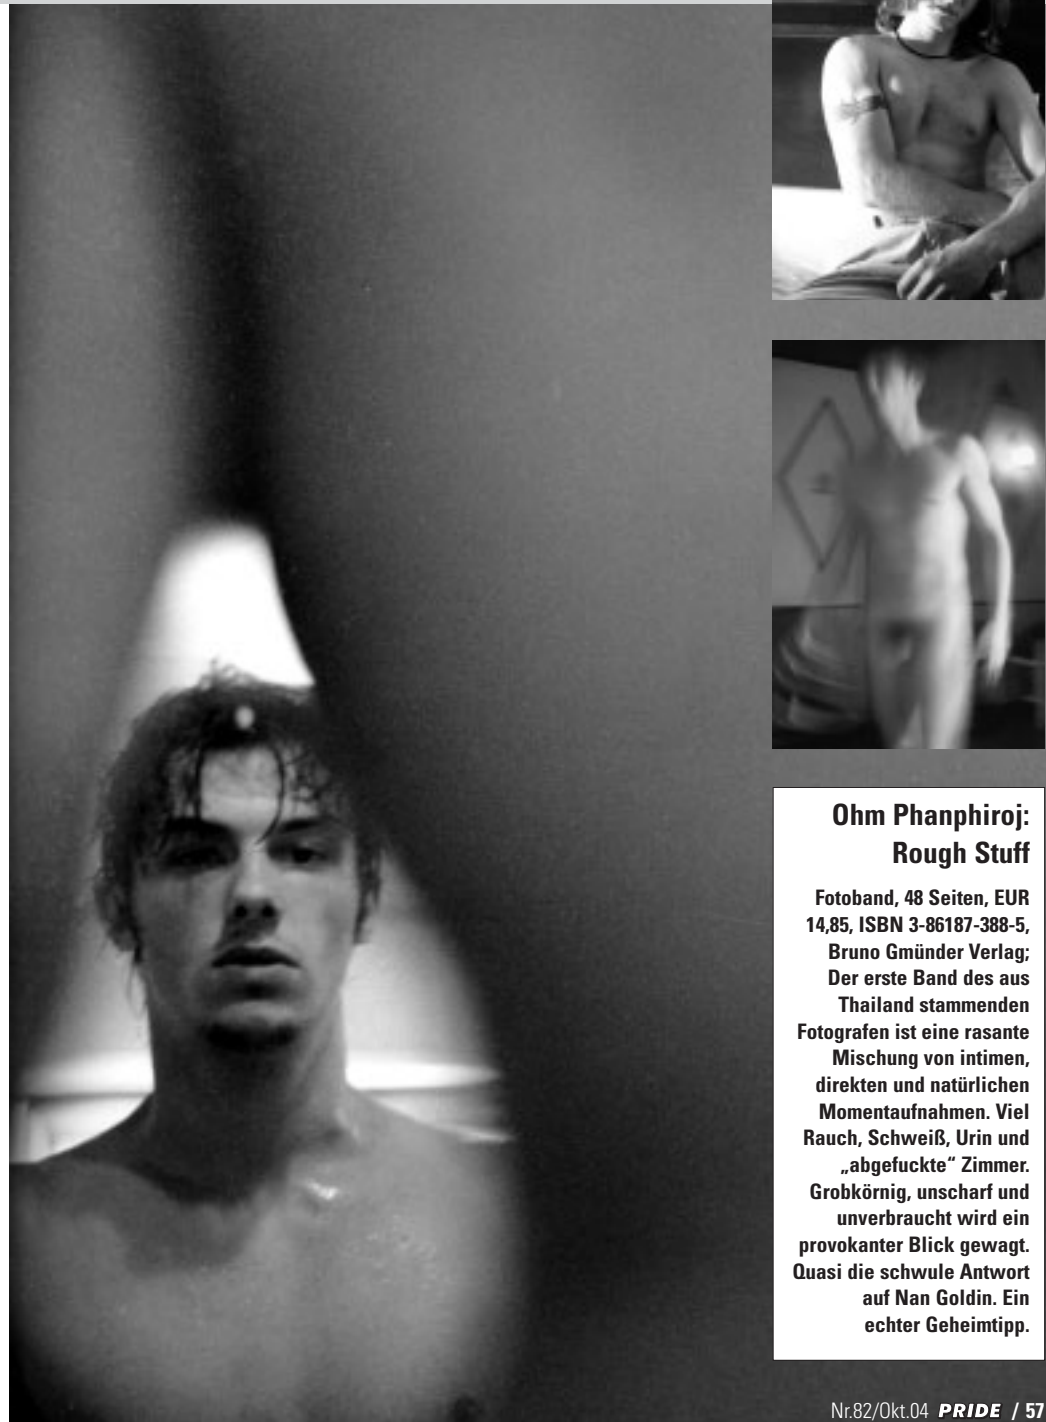 Ohm Phanphiroj:
Rough Stuff
Fotoband, 48 Seiten, EUR
14,85, ISBN 3-86187-388-5,
Bruno Gmünder Verlag;
Der erste Band des aus
Thailand stammenden
Fotografen ist eine rasante
Mischung von intimen,
direkten und natürlichen
Momentaufnahmen. Viel
Rauch, Schweiß, Urin und
„abgefuckte“ Zimmer.
Grobkörnig, unscharf und
unverbraucht wird ein
provokanter Blick gewagt.
Quasi die schwule Antwort
auf Nan Goldin. Ein
echter Geheimtipp.
Nr.82/Okt.04 PRIDE / 57